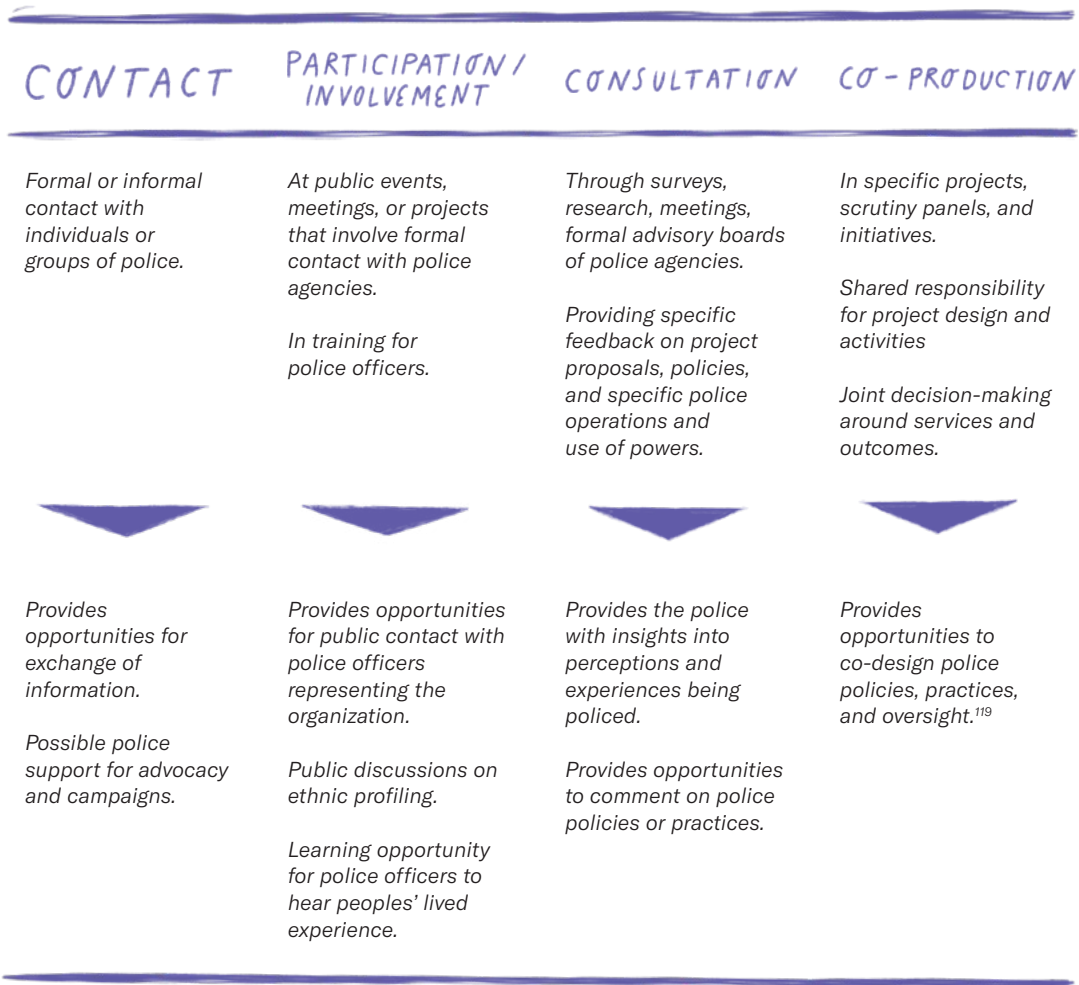 CONTACT
PARTICIPATION/
INVOLVEMENT
CONSULTATION
CO-PRODUCTION
Formal or informal
contact with
individuals or
groups of police.
At public events,
meetings, or projects
that involve formal
contact with police
agencies.
In training for
police officers.
Through surveys,
research, meetings,
formal advisory boards
of police agencies.
Providing specific
feedback on project
proposals, policies,
and specific police
operations and
use of powers.
In specific projects,
scrutiny panels, and
initiatives.
Shared responsibility
for project design and
activities
Joint decision-making
around services and
outcomes.
Provides
opportunities for
exchange of
information.
Possible police
support for advocacy
and campaigns.
Provides opportunities
for public contact with
police officers
representing the
organization.
Public discussions on
ethnic profiling.
Learning opportunity
for police officers to
hear peoples’ lived
experience.
Provides the police
with insights into
perceptions and
experiences being
policed.
Provides opportunities
to comment on police
policies or practices.
Provides
opportunities to
co-design police
policies, practices,
and oversight.119